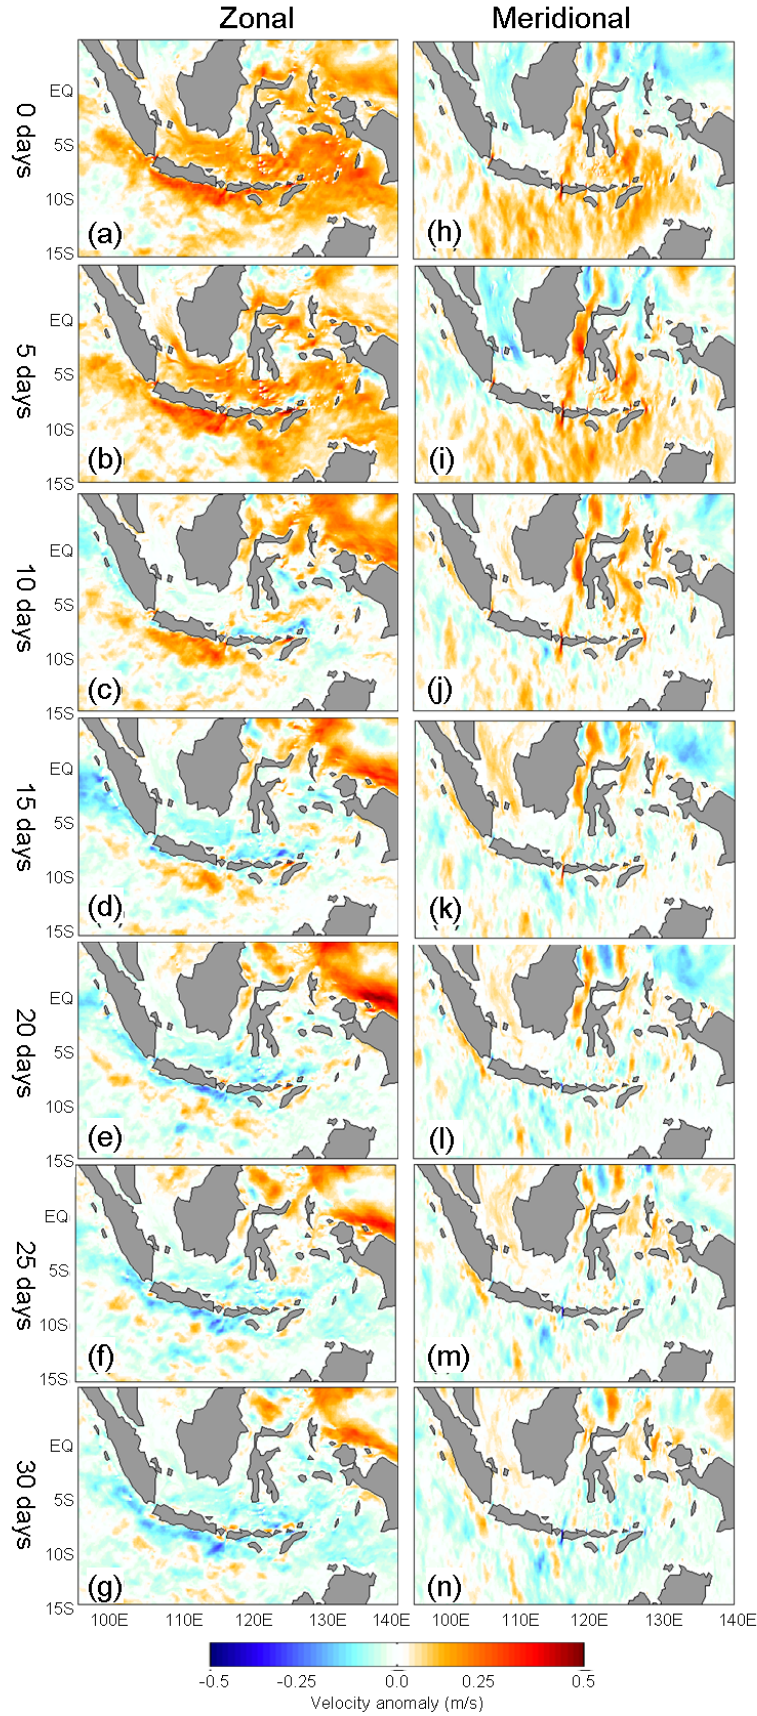 Zonal Meridional
0 days
EQ
5S
10S
15S
(a) (h)
5 days
EQ
5S
10S
15S
(b) (i)
10 days
EQ
5S
10S
15S
(c) (j)
15 days
EQ
5S
10S
15S
(d) (k)
20 days
EQ
5S
10S
15S
(e) (l)
25 days
EQ
5S
10S
15S
(f) (m)
30 days
EQ
5S
10S
15S
(g) (n)
100E 110E 120E 130E 140E 100E 110E 120E 130E 140E
-0.5 -0.25 0.0 0.25 0.5
Velocity anomaly (m/s)